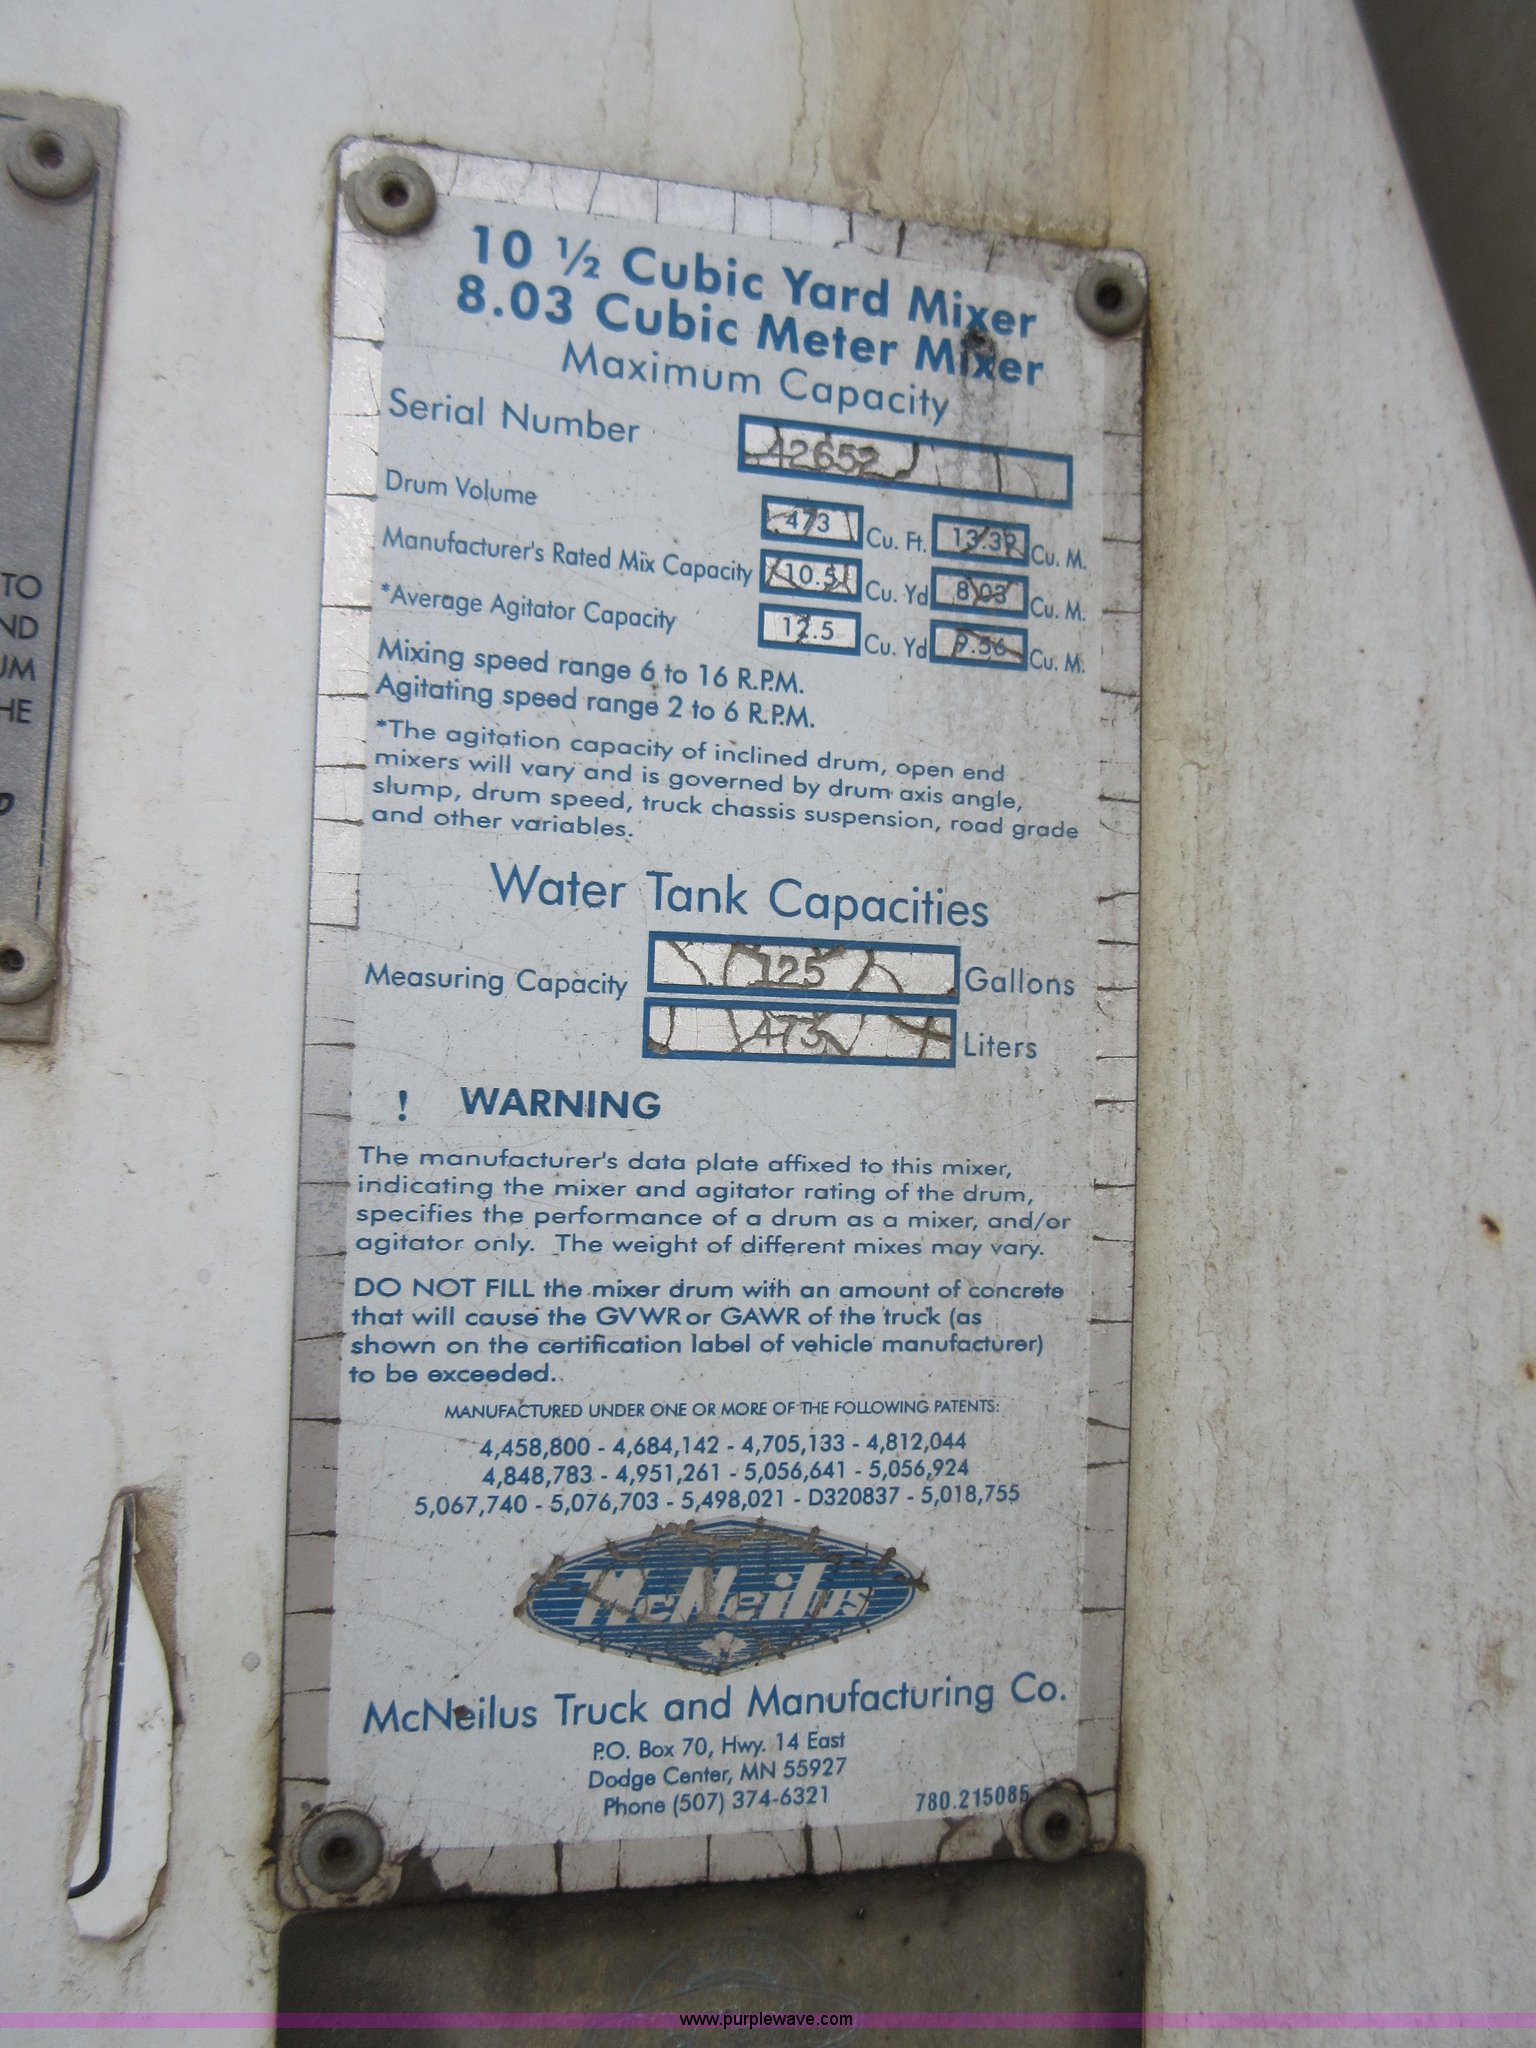 TO
ND
UM
HE
10 ½ Cubic Yard Mixer
8.03 Cubic Meter Mixer
Maximum Capacity
Serial Number 42652
Drum Volume 473 Cu. Ft. 13.39 Cu. M.
Manufacturer's Rated Mix Capacity 10.5 Cu. Yd 8.03 Cu. M.
*Average Agitator Capacity 12.5 Cu. Yd 9.56 Cu. M.
Mixing speed range 6 to 16 R.P.M.
Agitating speed range 2 to 6 R.P.M.
*The agitation capacity of inclined drum, open end
mixers will vary and is governed by drum axis angle,
slump, drum speed, truck chassis suspension, road grade
and other variables.
Water Tank Capacities
Measuring Capacity 125 Gallons
473 Liters
! WARNING
The manufacturer's data plate affixed to this mixer,
indicating the mixer and agitator rating of the drum,
specifies the performance of a drum as a mixer, and/or
agitator only. The weight of different mixes may vary.
DO NOT FILL the mixer drum with an amount of concrete
that will cause the GVWR or GAWR of the truck (as
shown on the certification label of vehicle manufacturer)
to be exceeded.
MANUFACTURED UNDER ONE OR MORE OF THE FOLLOWING PATENTS:
4,458,800 - 4,684,142 - 4,705,133 - 4,812,044
4,848,783 - 4,951,261 - 5,056,641 - 5,056,924
5,067,740 - 5,076,703 - 5,498,021 - D320837 - 5,018,755
McNeilus
McNeilus Truck and Manufacturing Co.
P.O. Box 70, Hwy. 14 East
Dodge Center, MN 55927
Phone (507) 374-6321
780.215085
www.purplewave.com